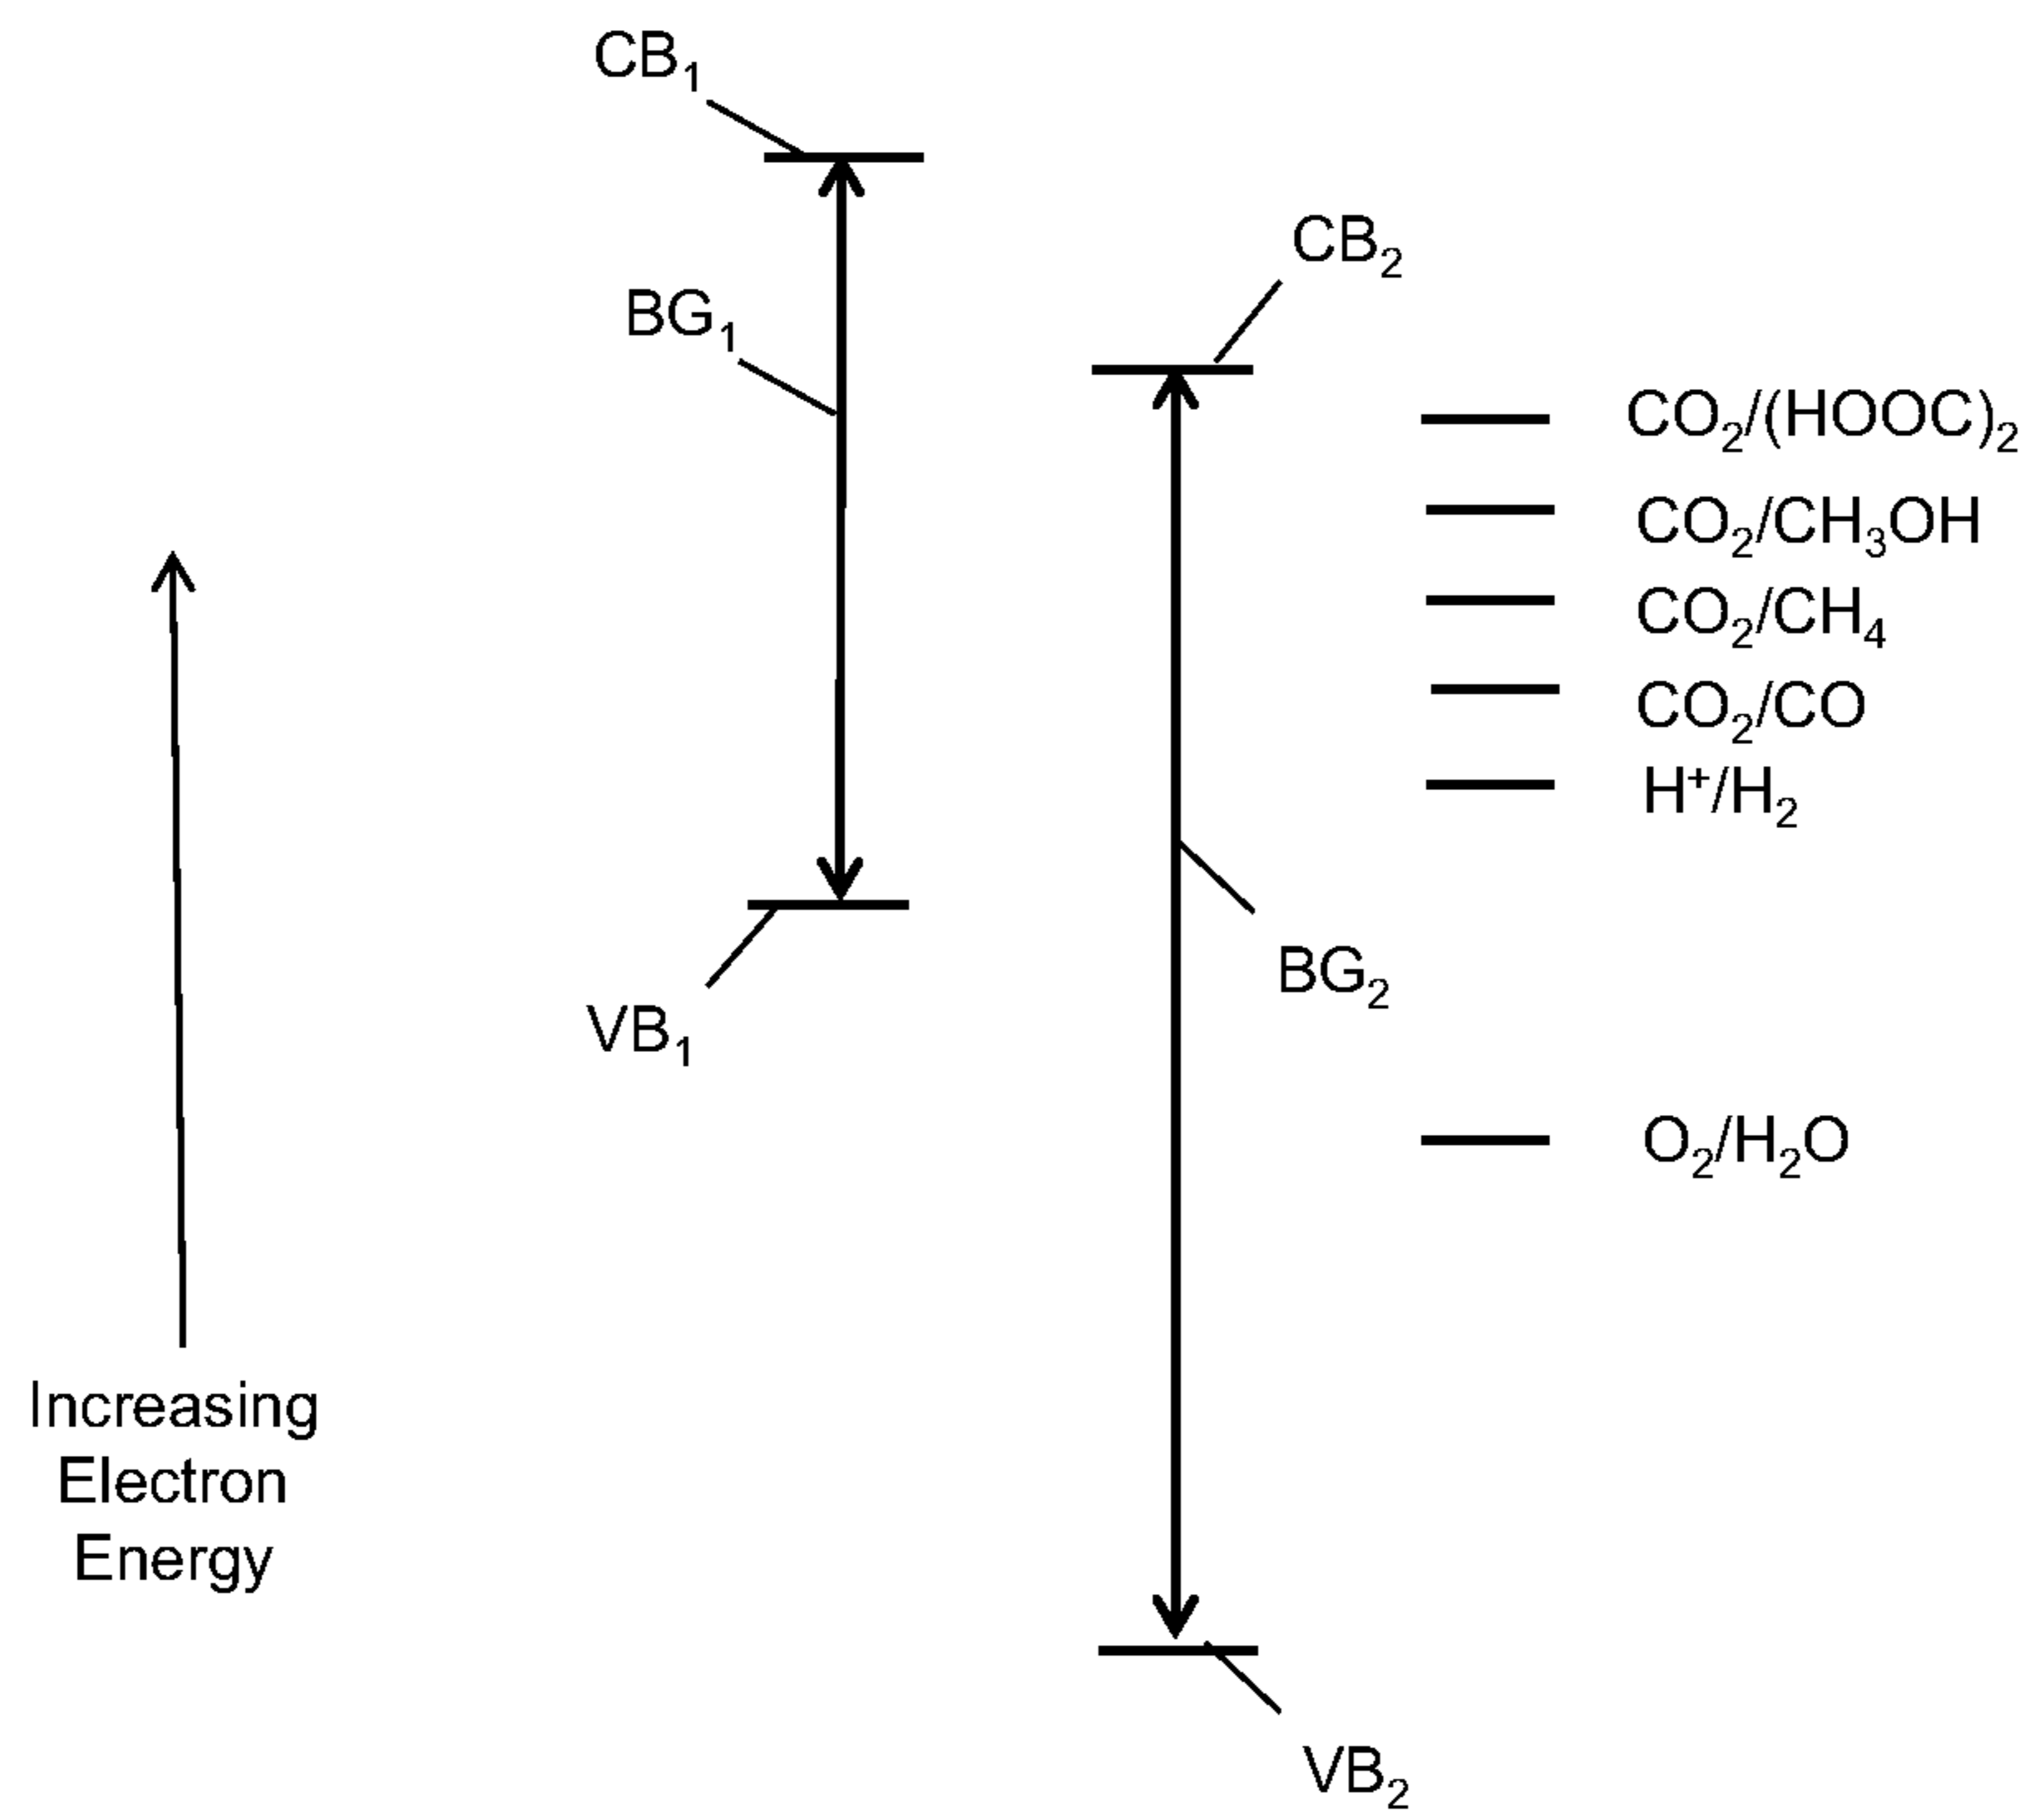 CB₁
CB₂
BG₁
CO₂/(HOOC)₂
CO₂/CH₃OH
CO₂/CH₄
CO₂/CO
H⁺/H₂
BG₂
VB₁
O₂/H₂O
Increasing
Electron
Energy
VB₂